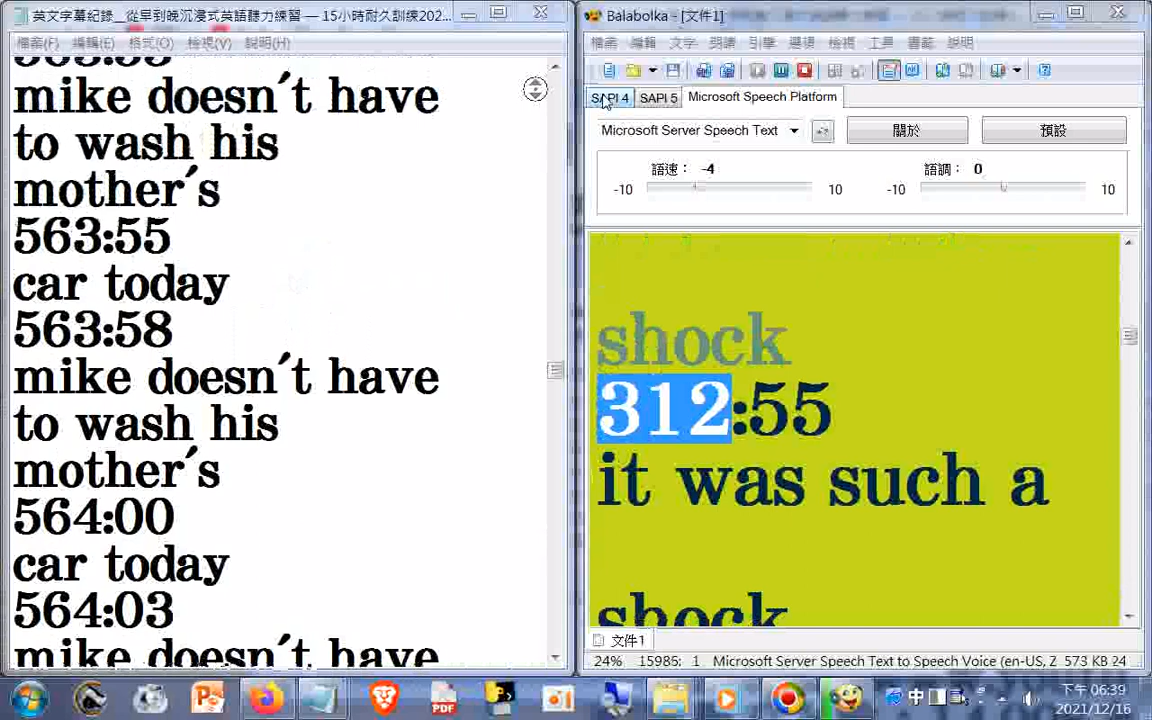 英文字幕紀錄__從早到晚沉浸式英語聽力練習 — 15小時耐久訓練202...
檔案(F) 編輯(E) 格式(O) 檢視(V) 說明(H)
563:53
mike doesn't have
to wash his
mother's
563:55
car today
563:58
mike doesn't have
to wash his
mother's
564:00
car today
564:03
mike doesn't have
Balabolka - [文件1]
檔案 編輯 文字 朗讀 引擎 選項 檢視 工具 書籤 說明
SAPI 4 SAPI 5 Microsoft Speech Platform
Microsoft Server Speech Text 關於 預設
語速： -4 語調： 0
-10 10 -10 10
shock
312:55
it was such a
shock
文件1
24% 15985: 1 Microsoft Server Speech Text to Speech Voice (en-US, Z 573 KB 24
中
下午 06:39
2021/12/16